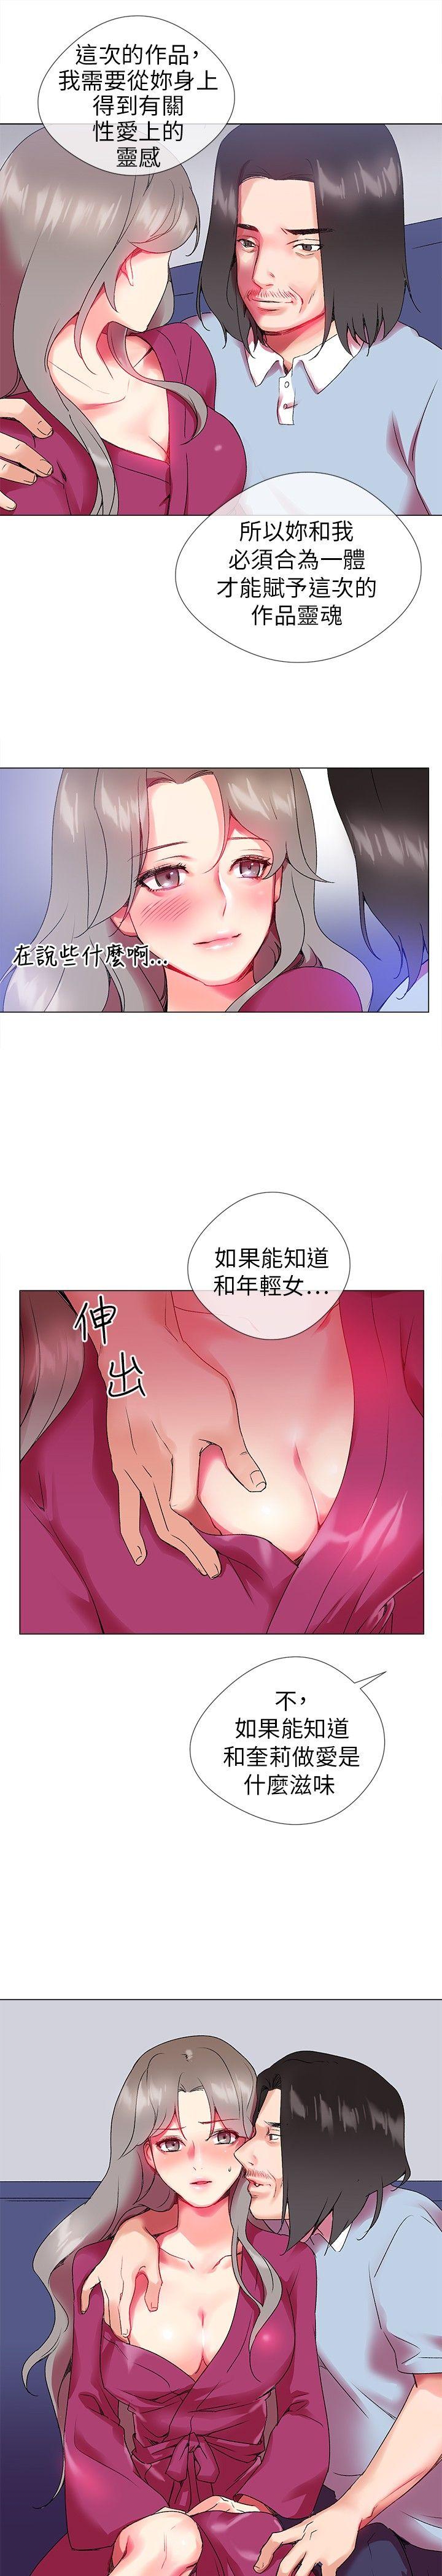 這次的作品，
我需要從妳身上
得到有關
性愛上的
靈感
所以妳和我
必須合為一體
才能賦予這次的
作品靈魂
在說些什麼啊...
如果能知道
和年輕女...
伸
出
不，
如果能知道
和奎莉做愛是
什麼滋味